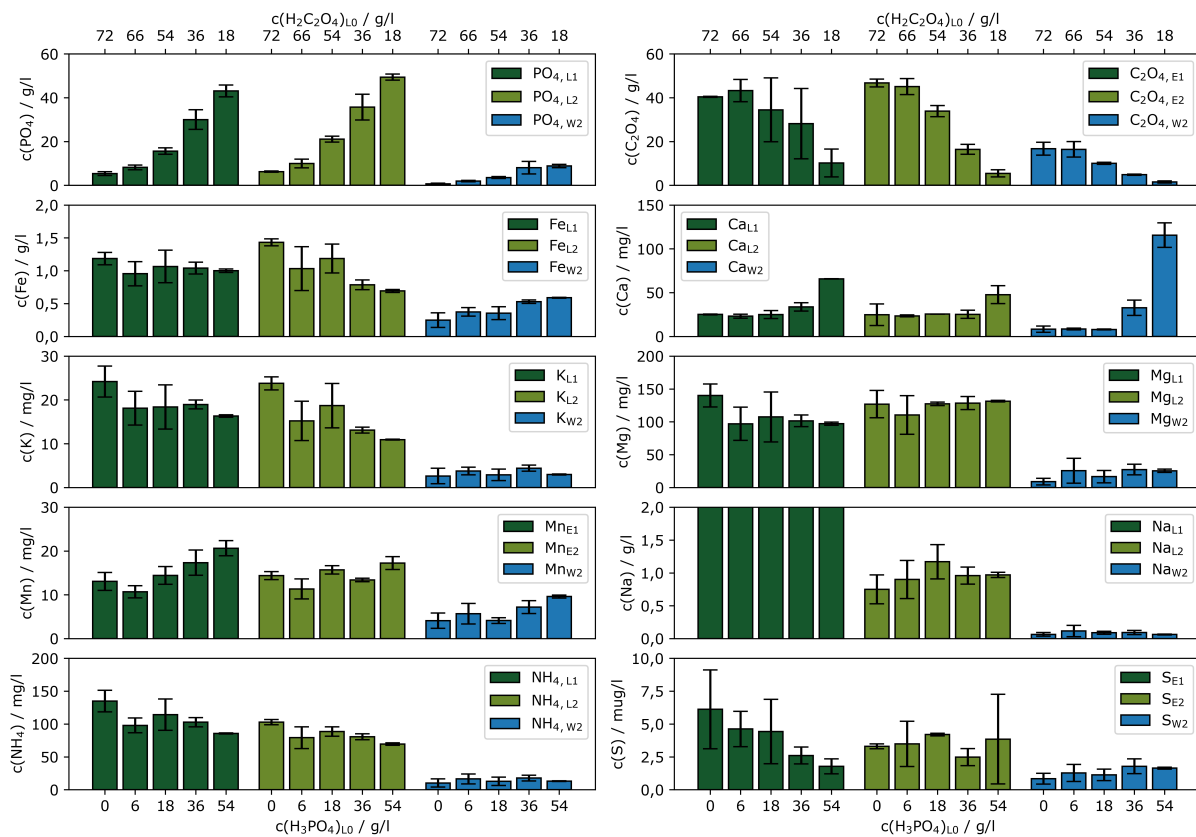 c(H₂C₂O₄)L0 / g/l
72 66 54 36 18 72 66 54 36 18 72 66 54 36 18
c(PO₄) / g/l
60
40
20
0
PO₄, L1
PO₄, L2
PO₄, W2
c(Fe) / g/l
2,0
1,5
1,0
0,5
0,0
FeL1
FeL2
FeW2
c(K) / mg/l
30
20
10
0
KL1
KL2
KW2
c(Mn) / mg/l
30
20
10
0
MnE1
MnE2
MnW2
c(NH₄) / mg/l
200
150
100
50
0
NH₄, L1
NH₄, L2
NH₄, W2
0 6 18 36 54 0 6 18 36 54 0 6 18 36 54
c(H₃PO₄)L0 / g/l
c(H₂C₂O₄)L0 / g/l
72 66 54 36 18 72 66 54 36 18 72 66 54 36 18
c(C₂O₄) / g/l
60
40
20
0
C₂O₄, E1
C₂O₄, E2
C₂O₄, W2
c(Ca) / mg/l
150
100
50
0
CaL1
CaL2
CaW2
c(Mg) / mg/l
200
150
100
50
0
MgL1
MgL2
MgW2
c(Na) / g/l
2,0
1,5
1,0
0,5
0,0
NaL1
NaL2
NaW2
c(S) / mug/l
10,0
7,5
5,0
2,5
0,0
SE1
SE2
SW2
0 6 18 36 54 0 6 18 36 54 0 6 18 36 54
c(H₃PO₄)L0 / g/l